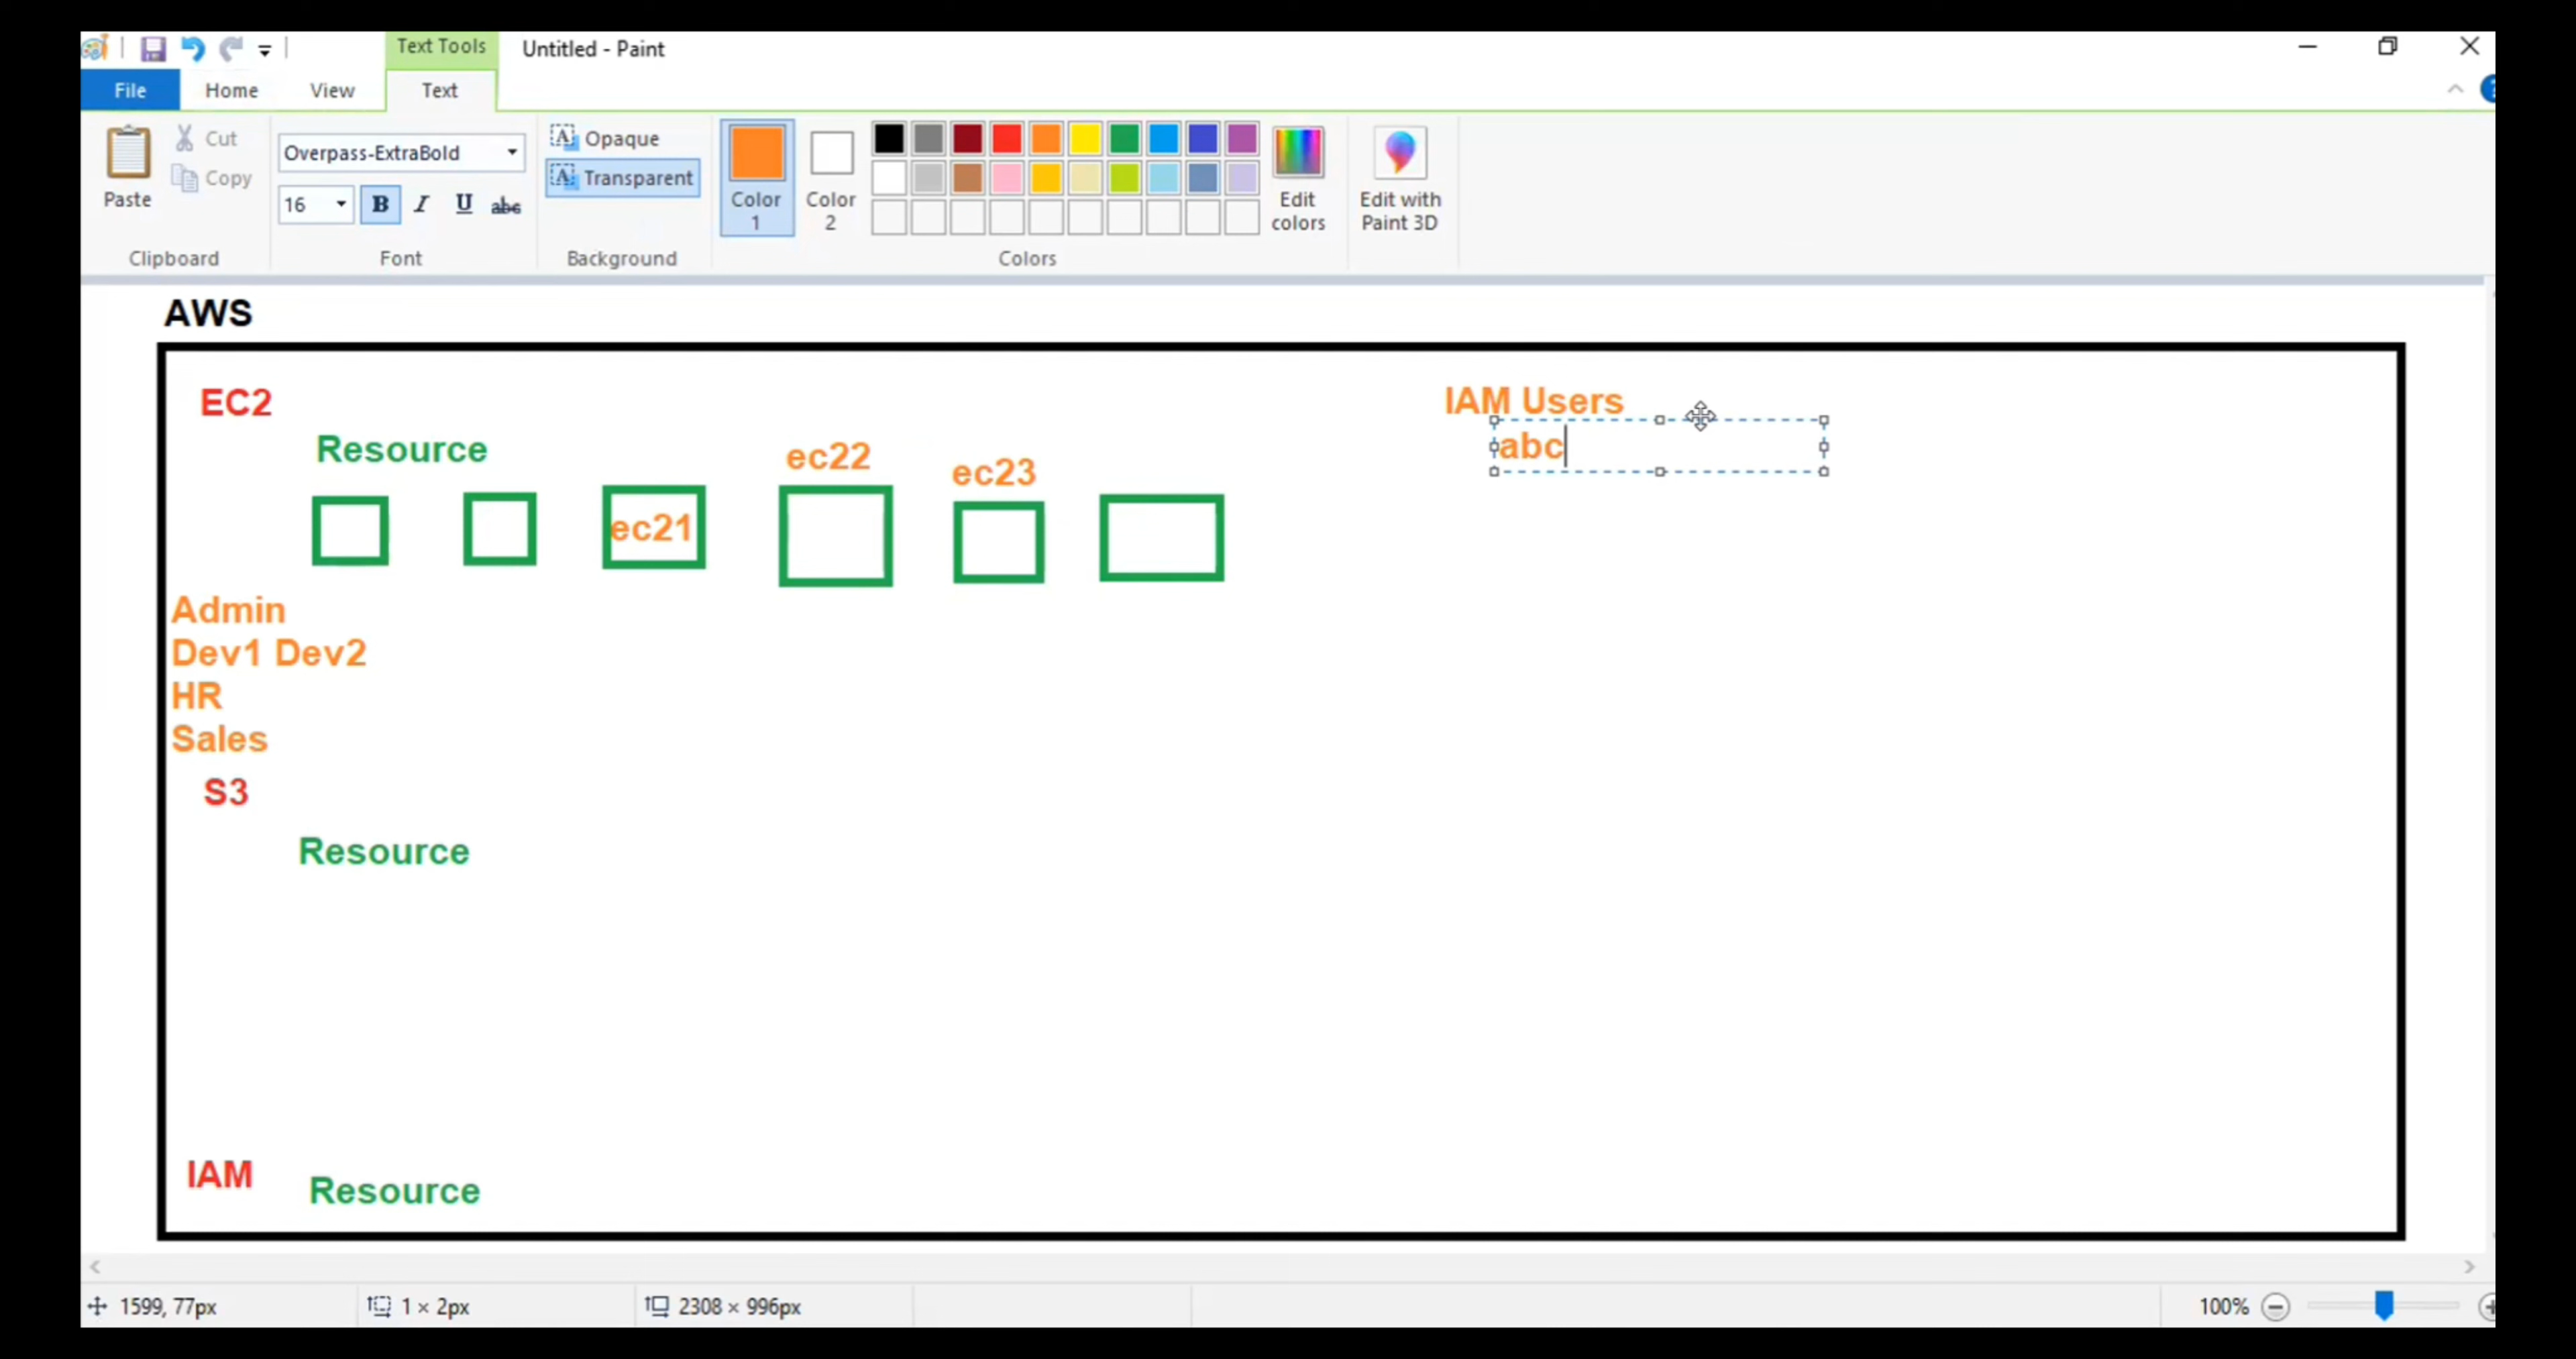 Text Tools
Untitled - Paint
File
Home
View
Text
Paste
Cut
Copy
Clipboard
Overpass-ExtraBold
16
B I U abc
Font
Opaque
Transparent
Background
Color 1
Color 2
Edit colors
Colors
Edit with Paint 3D
AWS
EC2
Resource
ec21
ec22
ec23
IAM Users
abc
Admin
Dev1 Dev2
HR
Sales
S3
Resource
IAM
Resource
1599, 77px
1 × 2px
2308 × 996px
100%